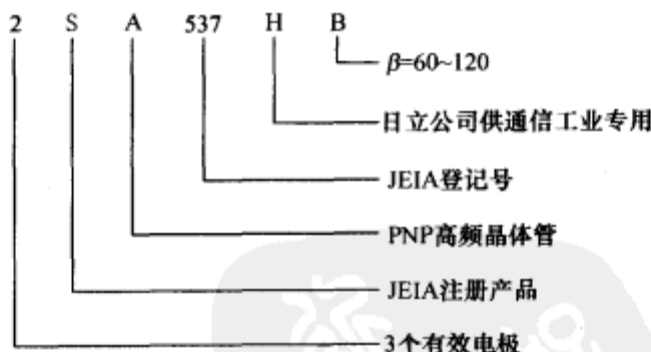 2 S A 537 H B
β=60~120
日立公司供通信工业专用
JEIA登记号
PNP高频晶体管
JEIA注册产品
3个有效电极